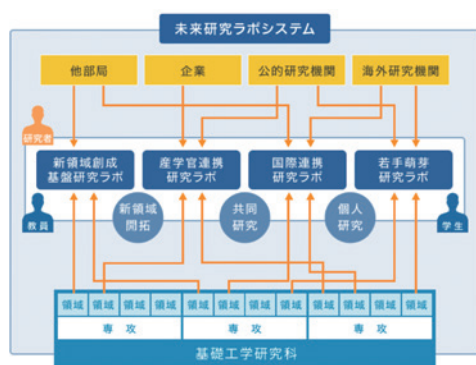 未来研究ラボシステム
他部局
企業
公的研究機関
海外研究機関
研究者
新領域創成
基盤研究ラボ
産学官連携
研究ラボ
国際連携
研究ラボ
若手萌芽
研究ラボ
教員
新領域
開拓
共同
研究
個人
研究
学生
領域 領域 領域 領域 領域 領域 領域 領域 領域 領域 領域 領域
専攻 専攻 専攻
基礎工学研究科